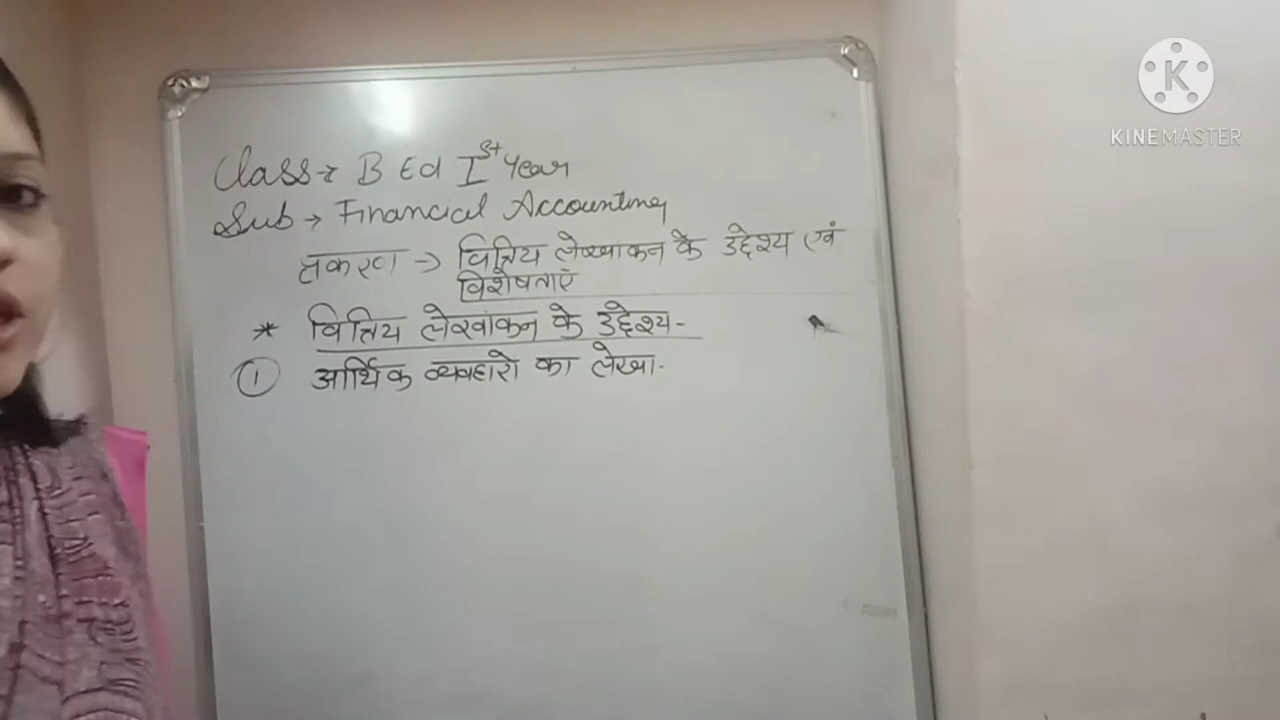 Class → B Ed Ist Year
Sub → Financial Accounting
प्रकरण → वित्तिय लेखाकन के उद्देश्य एवं
विशेषताएं
* वित्तिय लेखांकन के उद्देश्य-
① आर्थिक व्यवहारो का लेखा.
K
KINEMASTER